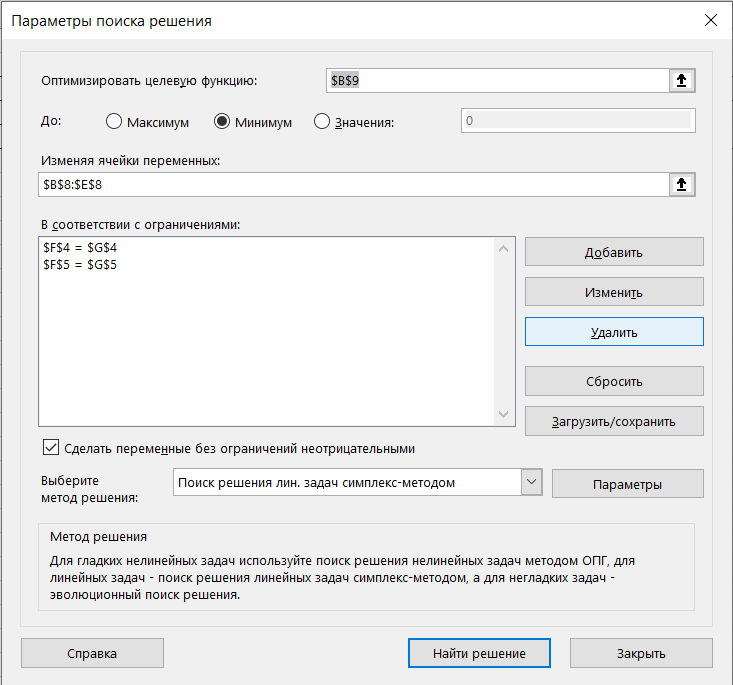 Параметры поиска решения
Оптимизировать целевую функцию:
$B$9
До:
Максимум
Минимум
Значения:
0
Изменяя ячейки переменных:
$B$8:$E$8
В соответствии с ограничениями:
$F$4 = $G$4
$F$5 = $G$5
Добавить
Изменить
Удалить
Сбросить
Загрузить/сохранить
Сделать переменные без ограничений неотрицательными
Выберите
метод решения:
Поиск решения лин. задач симплекс-методом
Параметры
Метод решения
Для гладких нелинейных задач используйте поиск решения нелинейных задач методом ОПГ, для
линейных задач - поиск решения линейных задач симплекс-методом, а для негладких задач -
эволюционный поиск решения.
Справка
Найти решение
Закрыть